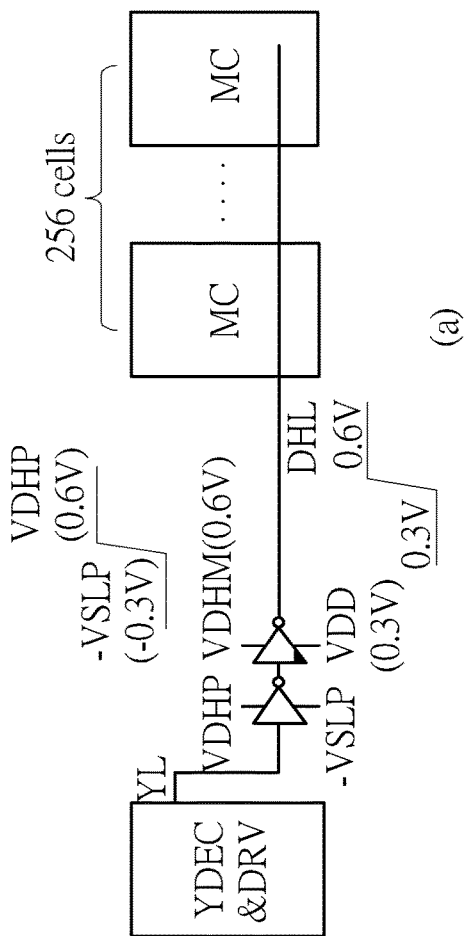 256 cells
MC
. . . .
MC
VDHP
(0.6V)
-VSLP
(-0.3V)
YL
YDEC
&DRV
VDHP
VDHM(0.6V)
-VSLP
VDD
(0.3V)
DHL
0.6V
0.3V
(a)